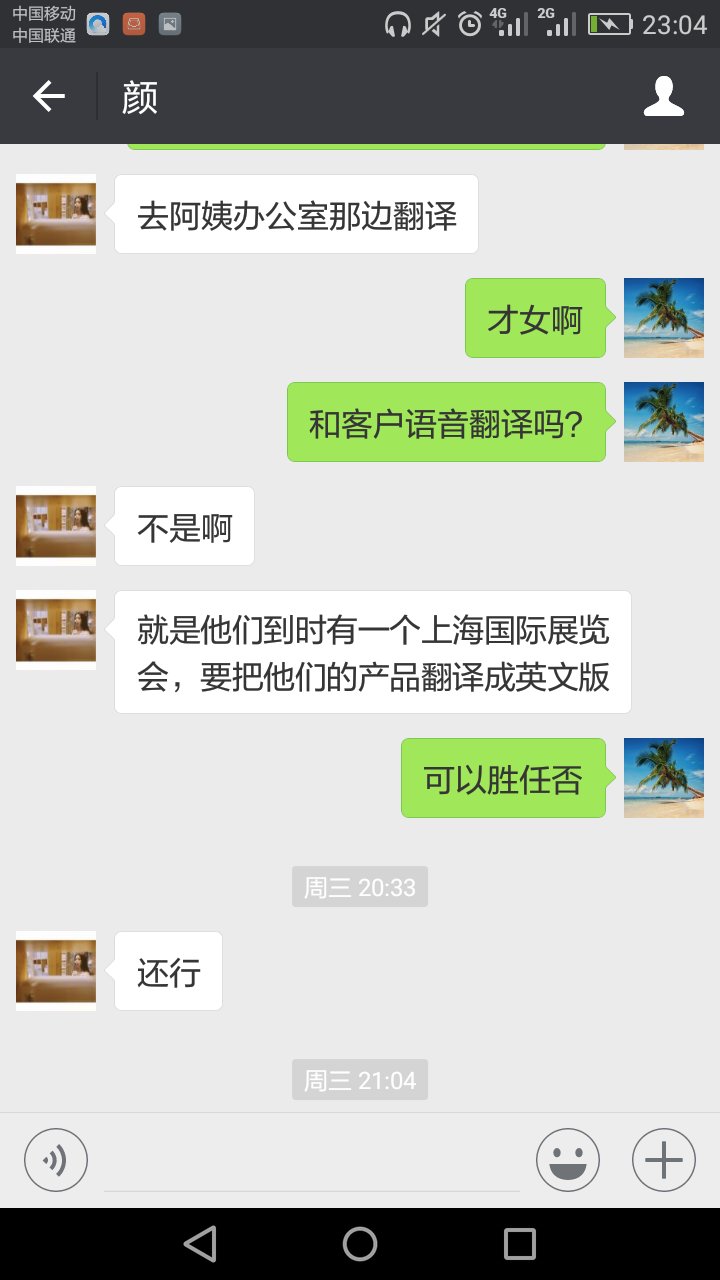 中国移动
中国联通
4G
2G
23:04
颜
去阿姨办公室那边翻译
才女啊
和客户语音翻译吗?
不是啊
就是他们到时有一个上海国际展览
会，要把他们的产品翻译成英文版
可以胜任否
周三 20:33
还行
周三 21:04